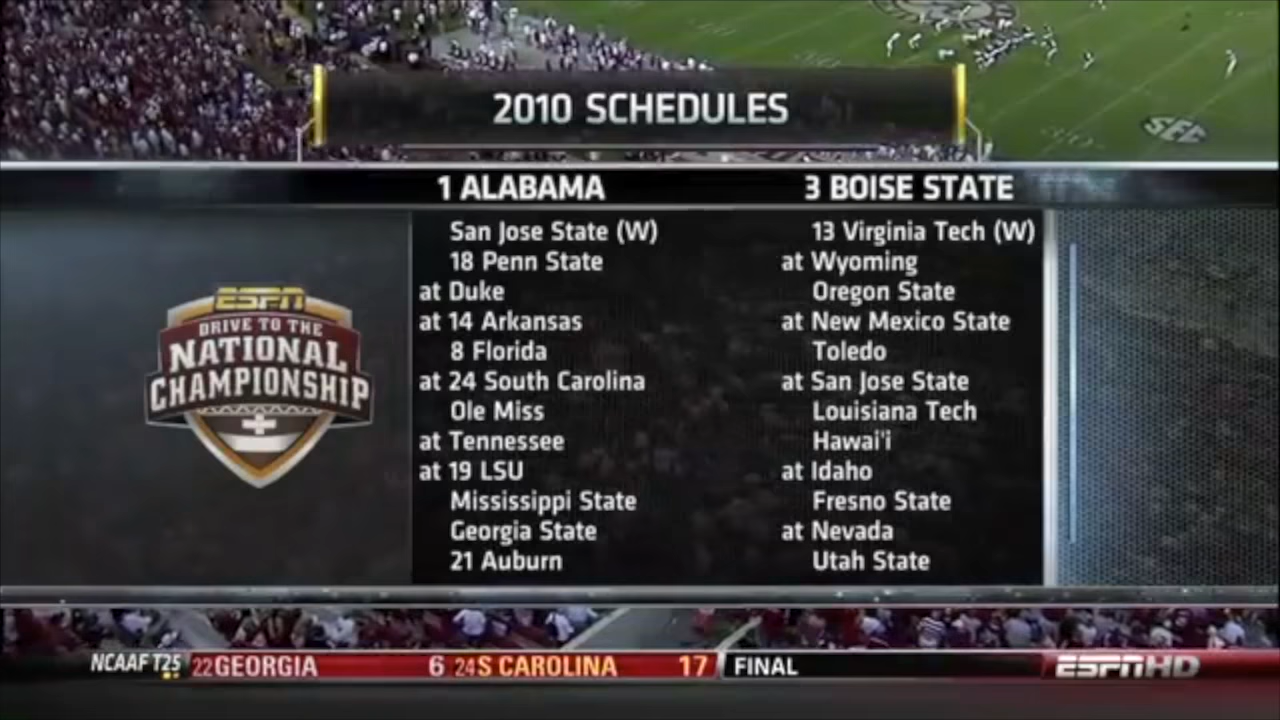 2010 SCHEDULES
SEC
1 ALABAMA
San Jose State (W)
18 Penn State
at Duke
at 14 Arkansas
8 Florida
at 24 South Carolina
Ole Miss
at Tennessee
at 19 LSU
Mississippi State
Georgia State
21 Auburn
3 BOISE STATE
13 Virginia Tech (W)
at Wyoming
Oregon State
at New Mexico State
Toledo
at San Jose State
Louisiana Tech
Hawai'i
at Idaho
Fresno State
at Nevada
Utah State
ESPN
DRIVE TO THE
NATIONAL
CHAMPIONSHIP
NCAAF T25 22 GEORGIA 6 24 S CAROLINA 17 FINAL ESPN HD